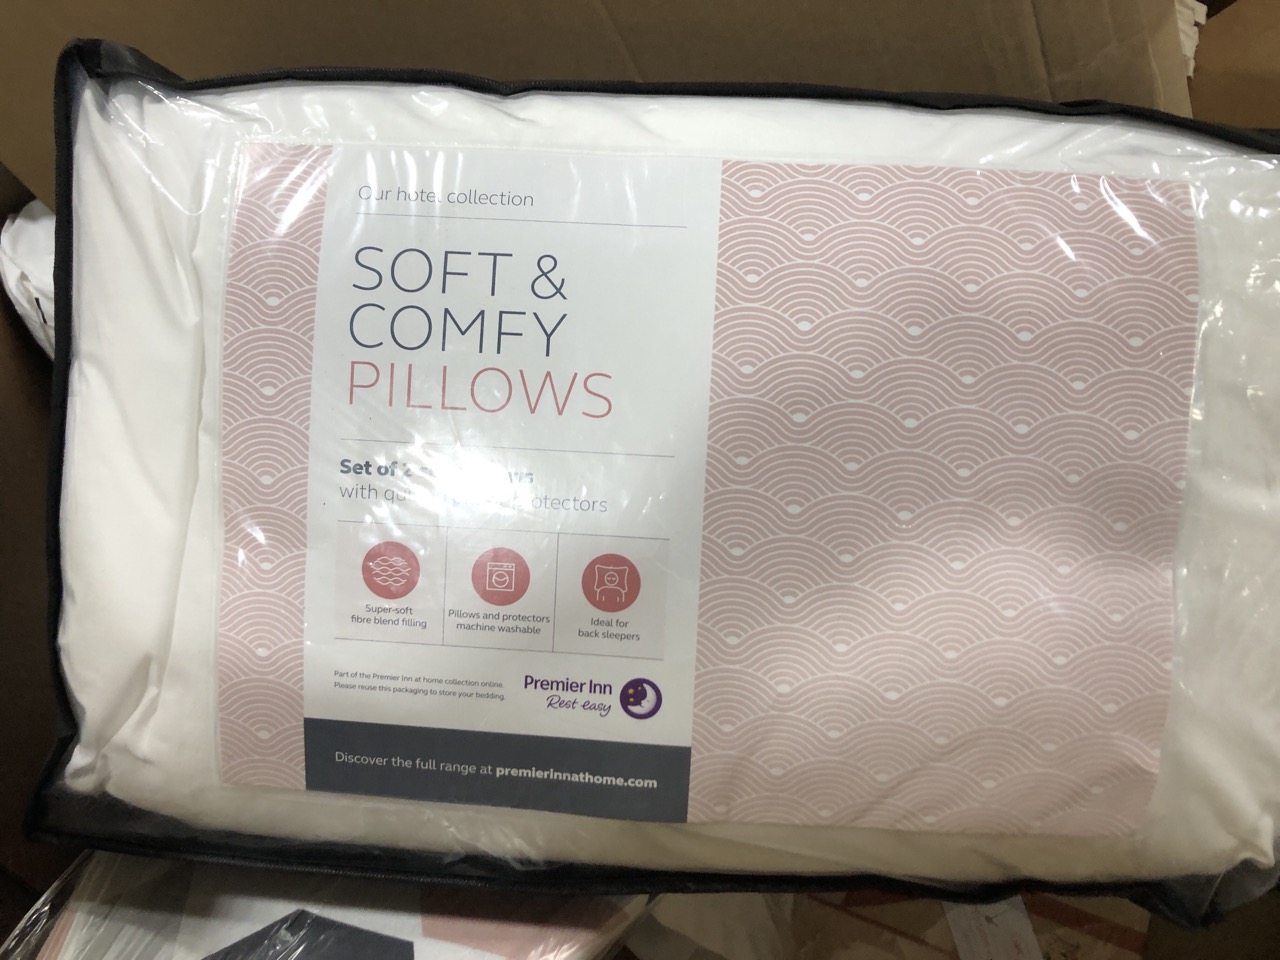 Our hotel collection
SOFT &
COMFY
PILLOWS
Set of 2
with protectors
Super-soft
fibre blend filling
Pillows and protectors
machine washable
Ideal for
back sleepers
Part of the Premier Inn at home collection online.
Please reuse this packaging to store your bedding.
Premier Inn
Rest easy
Discover the full range at premierinnathome.com